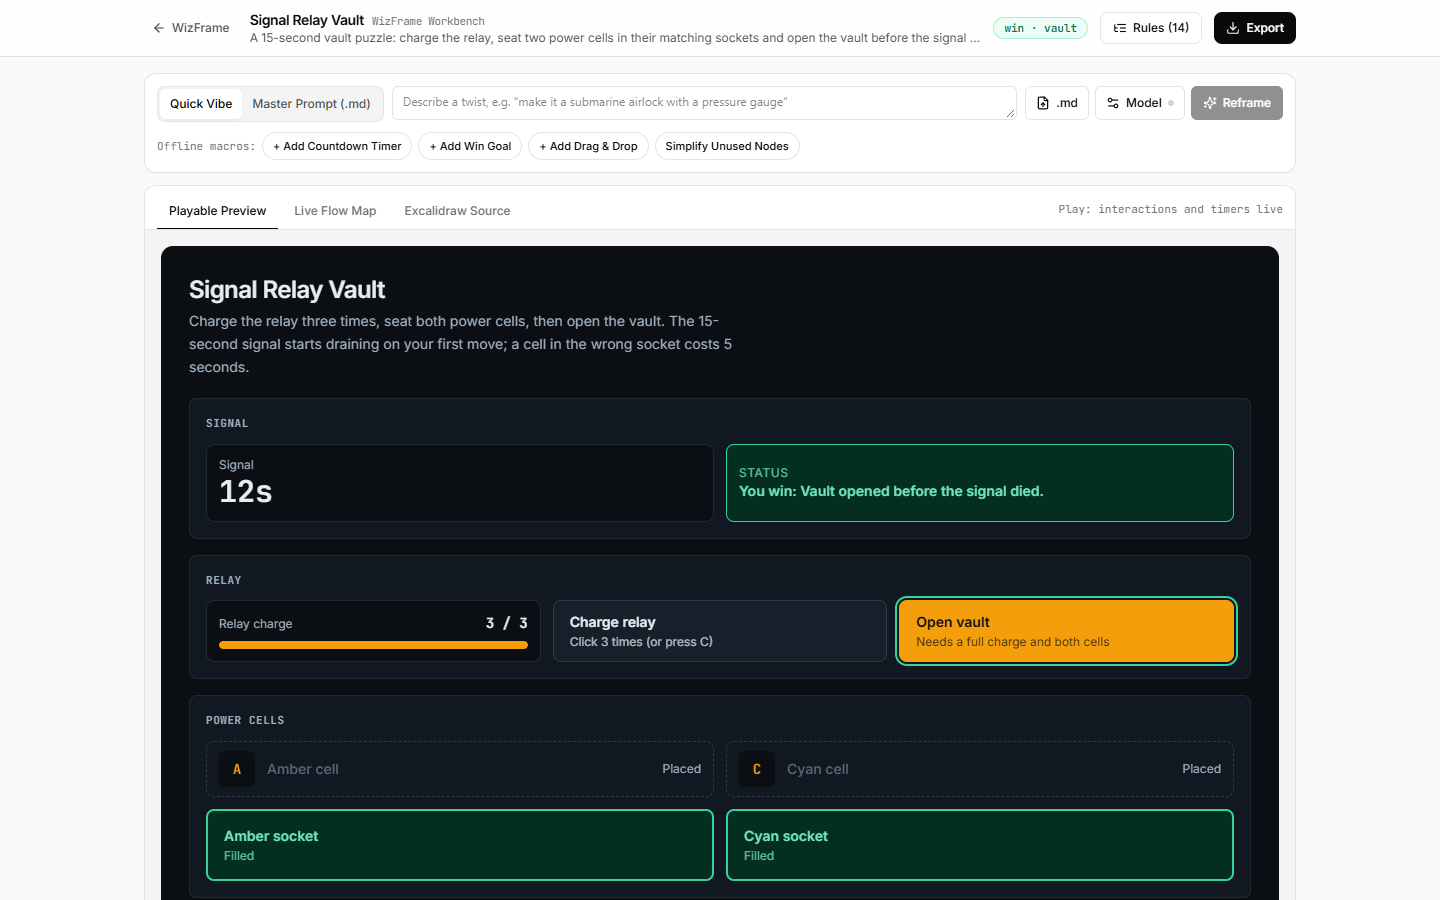 WizFrame
Signal Relay Vault WizFrame Workbench
A 15-second vault puzzle: charge the relay, seat two power cells in their matching sockets and open the vault before the signal ...
win · vault
Rules (14)
Export
Quick Vibe
Master Prompt (.md)
Describe a twist, e.g. "make it a submarine airlock with a pressure gauge"
.md
Model
Reframe
Offline macros:
+ Add Countdown Timer
+ Add Win Goal
+ Add Drag & Drop
Simplify Unused Nodes
Playable Preview
Live Flow Map
Excalidraw Source
Play: interactions and timers live
Signal Relay Vault
Charge the relay three times, seat both power cells, then open the vault. The 15-
second signal starts draining on your first move; a cell in the wrong socket costs 5
seconds.
SIGNAL
Signal
12s
STATUS
You win: Vault opened before the signal died.
RELAY
Relay charge
3 / 3
Charge relay
Click 3 times (or press C)
Open vault
Needs a full charge and both cells
POWER CELLS
A
Amber cell
Placed
C
Cyan cell
Placed
Amber socket
Filled
Cyan socket
Filled